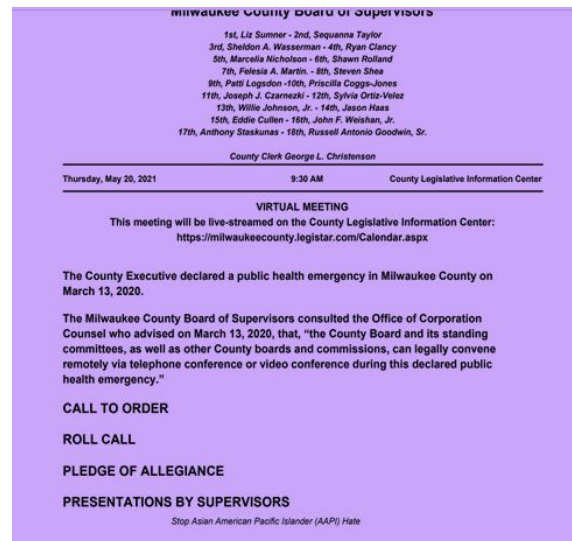 Milwaukee County Board of Supervisors
1st, Liz Sumner - 2nd, Sequanna Taylor
3rd, Sheldon A. Wasserman - 4th, Ryan Clancy
5th, Marcelia Nicholson - 6th, Shawn Rolland
7th, Felesia A. Martin. - 8th, Steven Shea
9th, Patti Logsdon -10th, Priscilla Coggs-Jones
11th, Joseph J. Czarnezki - 12th, Sylvia Ortiz-Velez
13th, Willie Johnson, Jr. - 14th, Jason Haas
15th, Eddie Cullen - 16th, John F. Weishan, Jr.
17th, Anthony Staskunas - 18th, Russell Antonio Goodwin, Sr.
County Clerk George L. Christenson
Thursday, May 20, 2021 9:30 AM County Legislative Information Center
VIRTUAL MEETING
This meeting will be live-streamed on the County Legislative Information Center:
https://milwaukeecounty.legistar.com/Calendar.aspx
The County Executive declared a public health emergency in Milwaukee County on
March 13, 2020.
The Milwaukee County Board of Supervisors consulted the Office of Corporation
Counsel who advised on March 13, 2020, that, “the County Board and its standing
committees, as well as other County boards and commissions, can legally convene
remotely via telephone conference or video conference during this declared public
health emergency.”
CALL TO ORDER
ROLL CALL
PLEDGE OF ALLEGIANCE
PRESENTATIONS BY SUPERVISORS
Stop Asian American Pacific Islander (AAPI) Hate